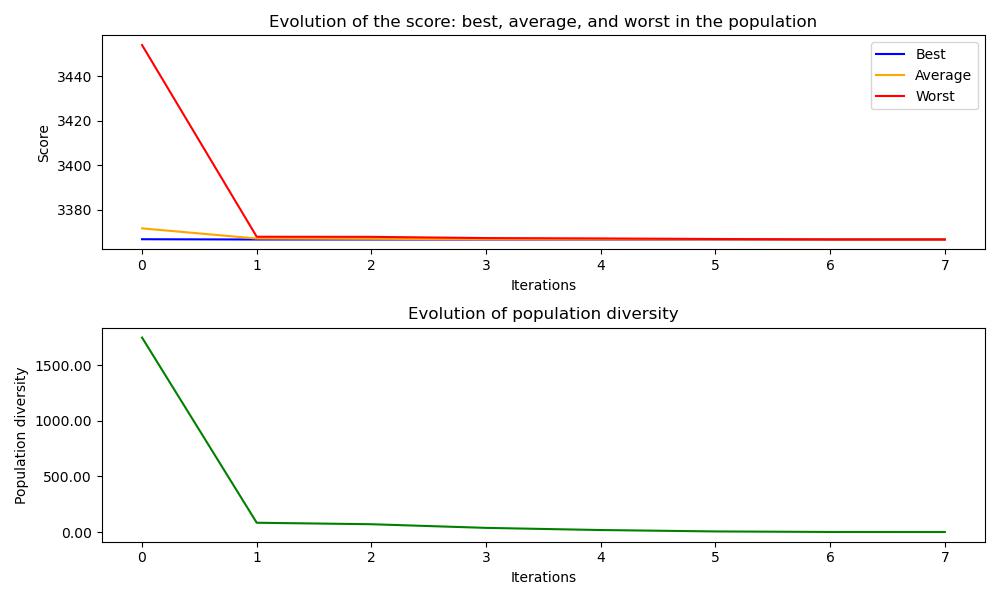 Evolution of the score: best, average, and worst in the population
3440
3420
3400
3380
Score
Best
Average
Worst
0 1 2 3 4 5 6 7
Iterations
Evolution of population diversity
1500.00
1000.00
500.00
0.00
Population diversity
0 1 2 3 4 5 6 7
Iterations